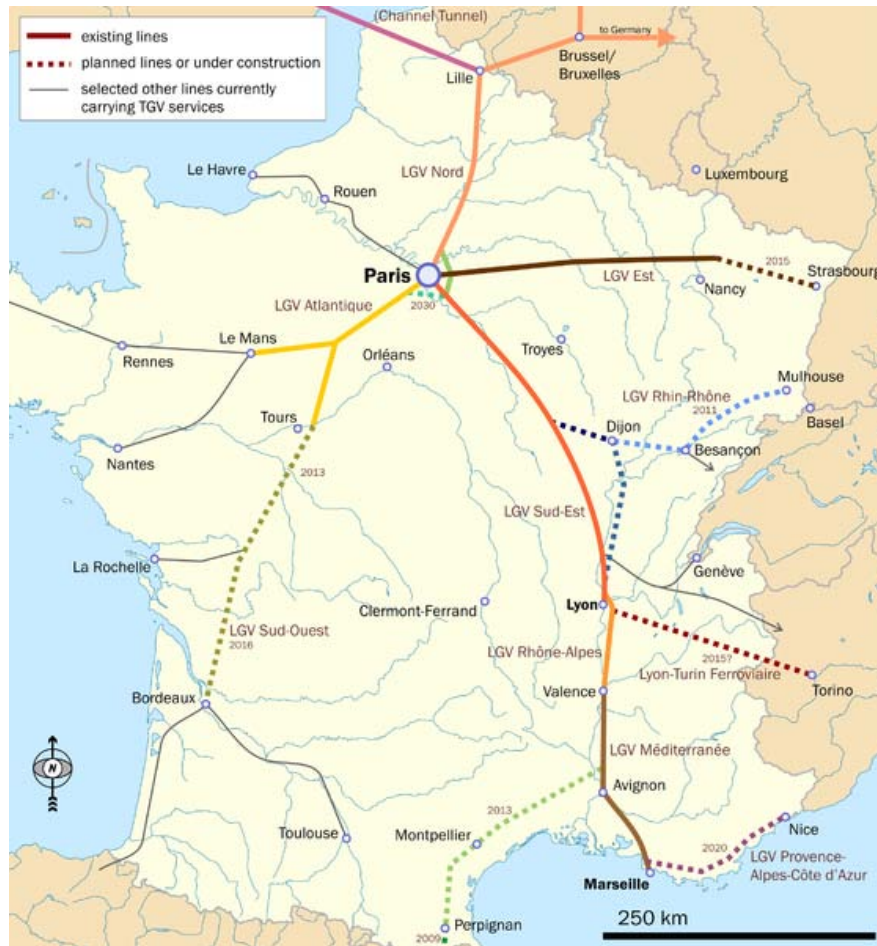 (Channel Tunnel)
existing lines
planned lines or under construction
selected other lines currently
carrying TGV services
to Germany
Brussel/
Bruxelles
Lille
Le Havre
LGV Nord
Luxembourg
Rouen
Paris
2015
LGV Est
Strasbourg
Nancy
LGV Atlantique
2030
Le Mans
Troyes
Rennes
Orléans
Mulhouse
LGV Rhin-Rhône
2011
Basel
Tours
Dijon
Besançon
Nantes
2013
LGV Sud-Est
La Rochelle
Genève
Clermont-Ferrand
Lyon
LGV Sud-Ouest
2016
LGV Rhône-Alpes
2015?
Lyon-Turin Ferroviaire
Valence
Torino
Bordeaux
LGV Méditerranée
N
Avignon
2013
Toulouse
Montpellier
Nice
2020
LGV Provence-
Alpes-Côte d'Azur
Marseille
250 km
Perpignan
2009